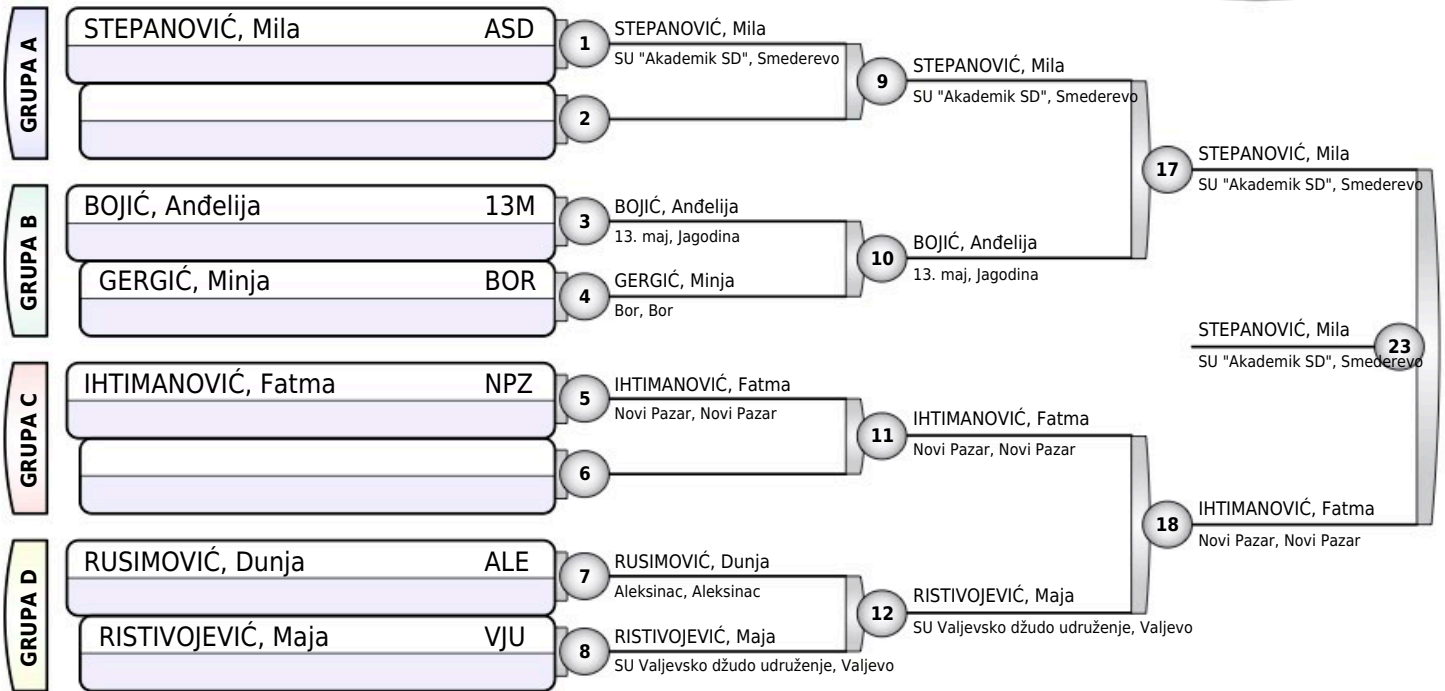 GRUPA A
STEPANOVIĆ, Mila ASD
1
STEPANOVIĆ, Mila
SU "Akademik SD", Smederevo
2
9
STEPANOVIĆ, Mila
SU "Akademik SD", Smederevo
GRUPA B
BOJIĆ, Anđelija 13M
3
BOJIĆ, Anđelija
13. maj, Jagodina
GERGIĆ, Minja BOR
4
GERGIĆ, Minja
Bor, Bor
10
BOJIĆ, Anđelija
13. maj, Jagodina
17
STEPANOVIĆ, Mila
SU "Akademik SD", Smederevo
GRUPA C
IHTIMANOVIĆ, Fatma NPZ
5
IHTIMANOVIĆ, Fatma
Novi Pazar, Novi Pazar
6
11
IHTIMANOVIĆ, Fatma
Novi Pazar, Novi Pazar
GRUPA D
RUSIMOVIĆ, Dunja ALE
7
RUSIMOVIĆ, Dunja
Aleksinac, Aleksinac
RISTIVOJEVIĆ, Maja VJU
8
RISTIVOJEVIĆ, Maja
SU Valjevsko džudo udruženje, Valjevo
12
RISTIVOJEVIĆ, Maja
SU Valjevsko džudo udruženje, Valjevo
18
IHTIMANOVIĆ, Fatma
Novi Pazar, Novi Pazar
STEPANOVIĆ, Mila
23
SU "Akademik SD", Smederevo